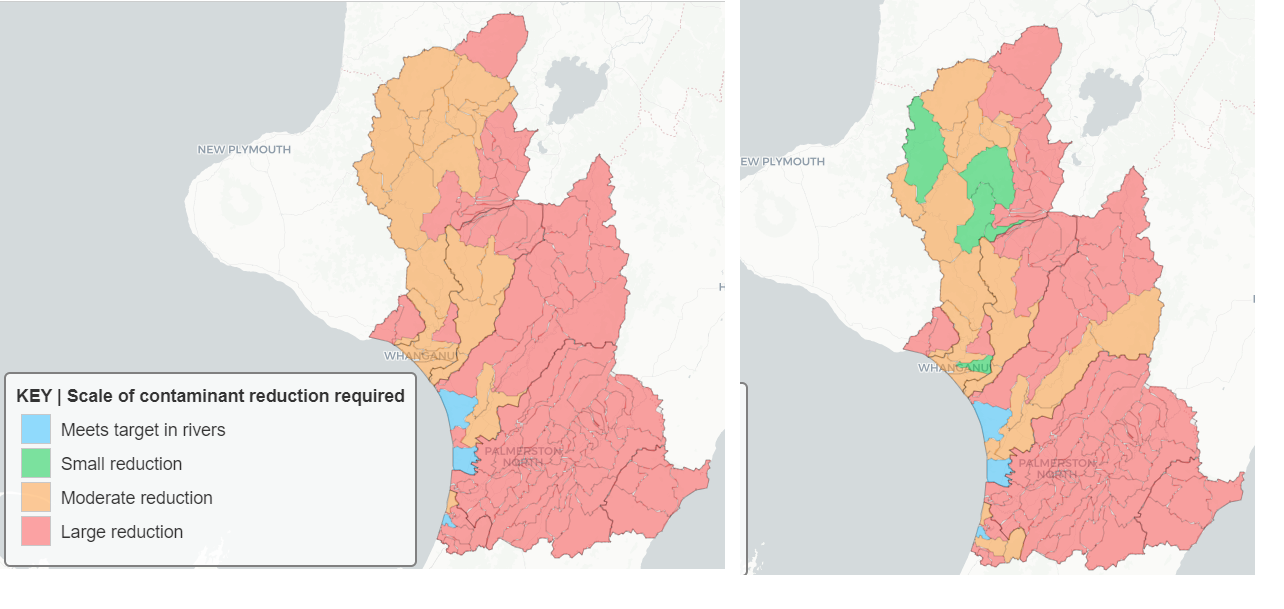 NEW PLYMOUTH
WHANGANUI
PALMERSTON
NORTH
H
KEY | Scale of contaminant reduction required
Meets target in rivers
Small reduction
Moderate reduction
Large reduction
EW PLYMOUTH
WHANGANUI
PALMERSTON
NORTH